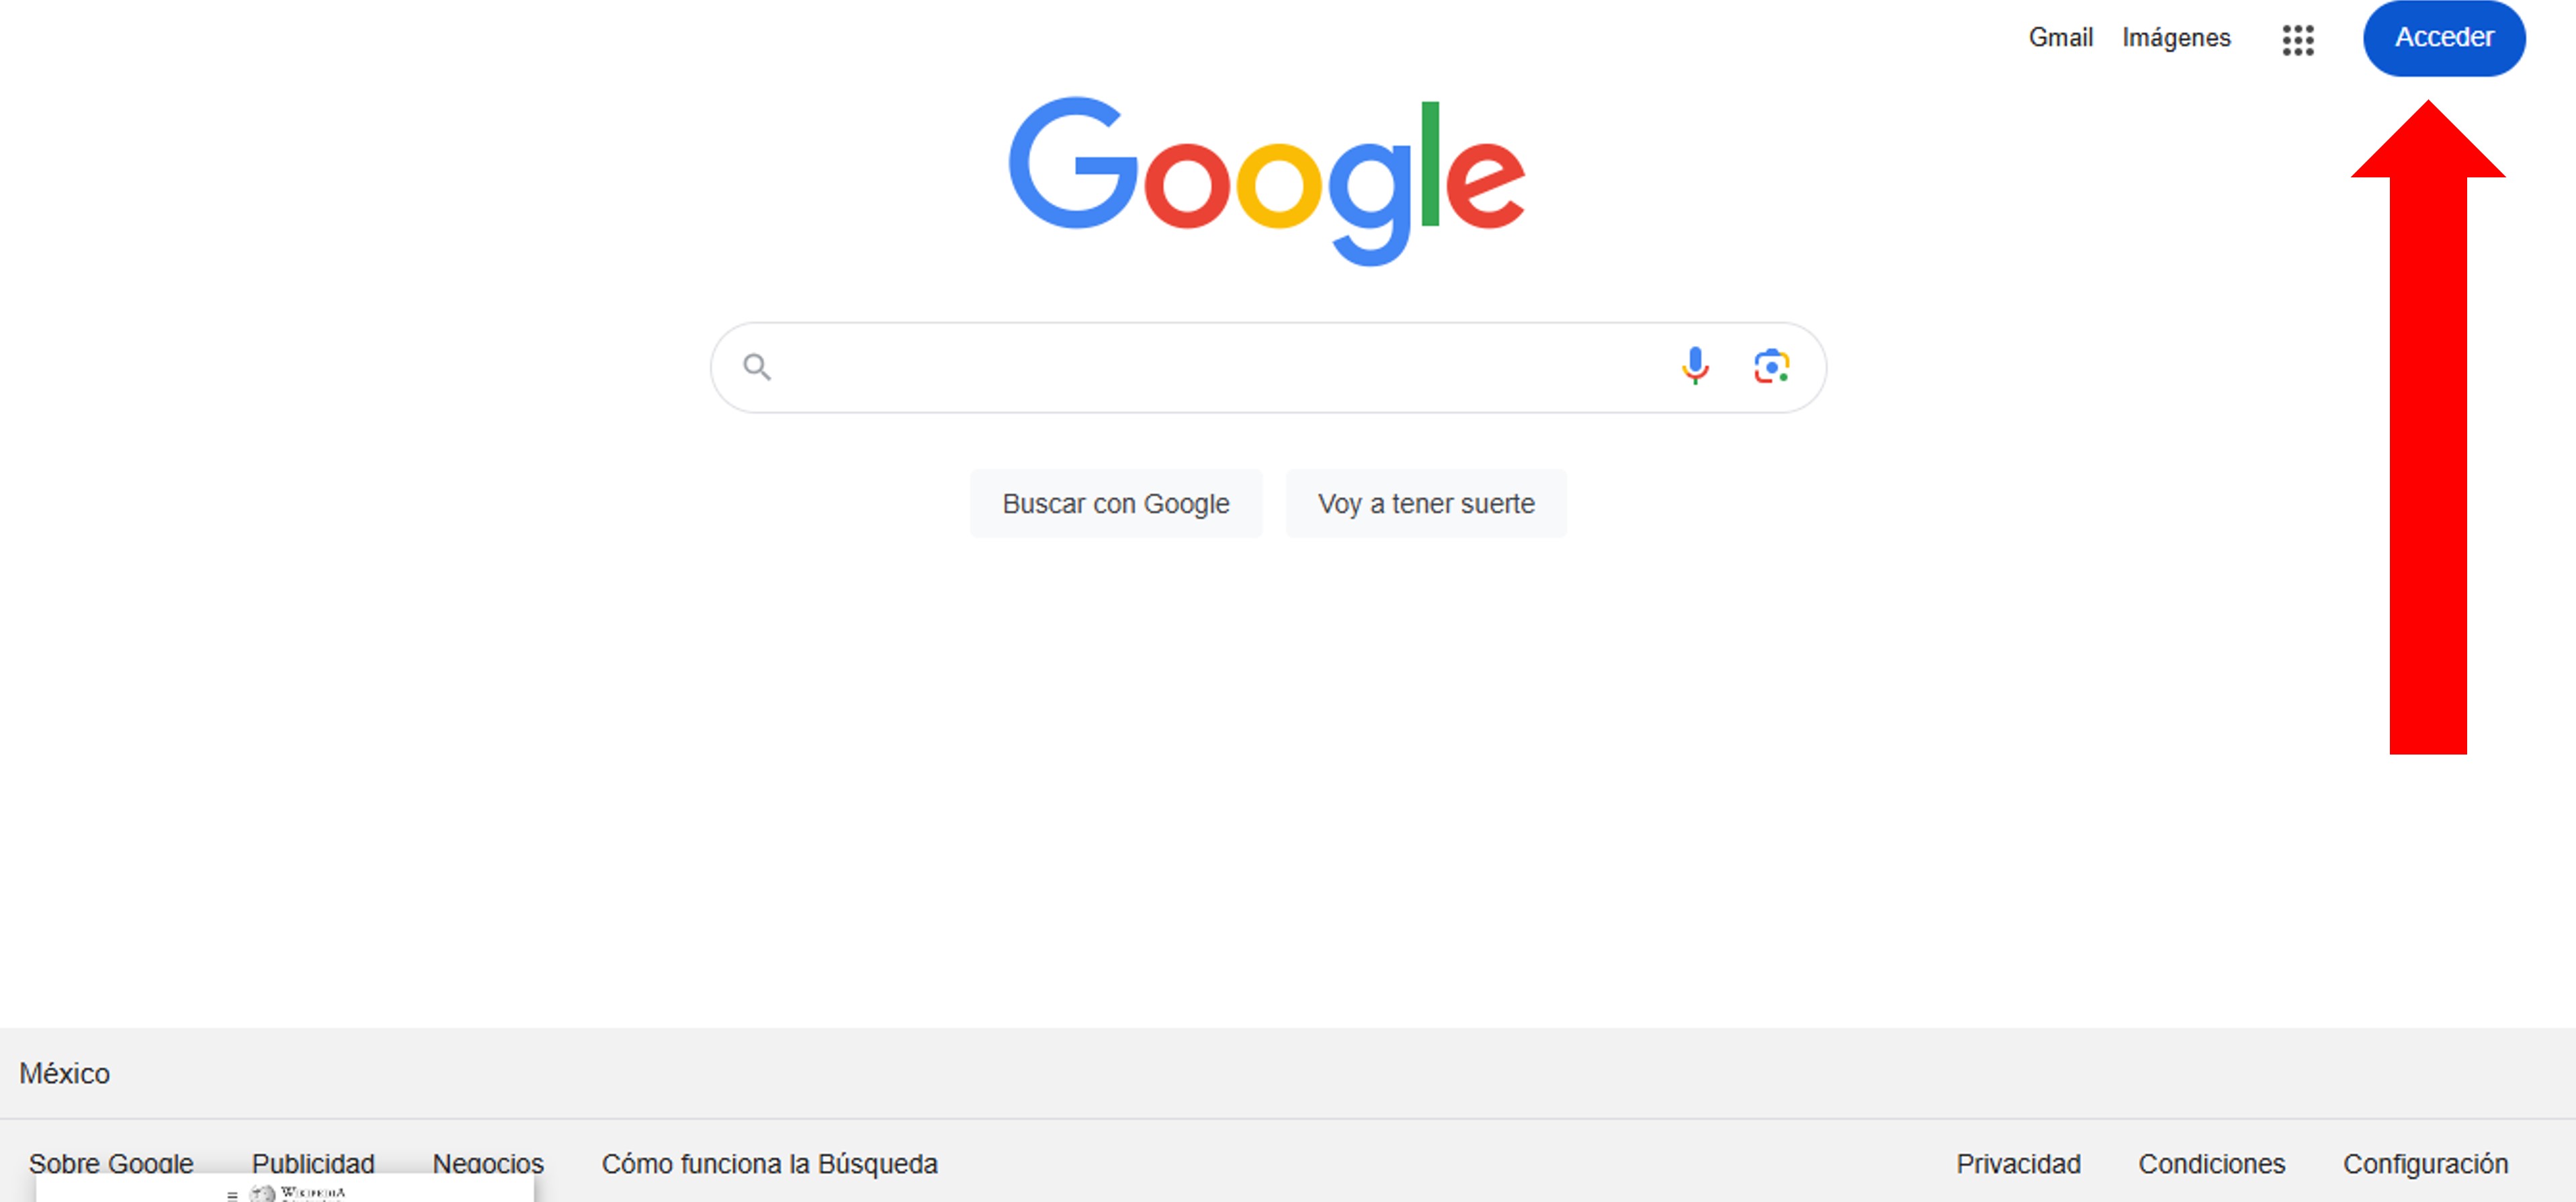 Gmail Imágenes Acceder
Google
Buscar con Google Voy a tener suerte
México
Sobre Google Publicidad Negocios Cómo funciona la Búsqueda Privacidad Condiciones Configuración
WIKIPEDIA